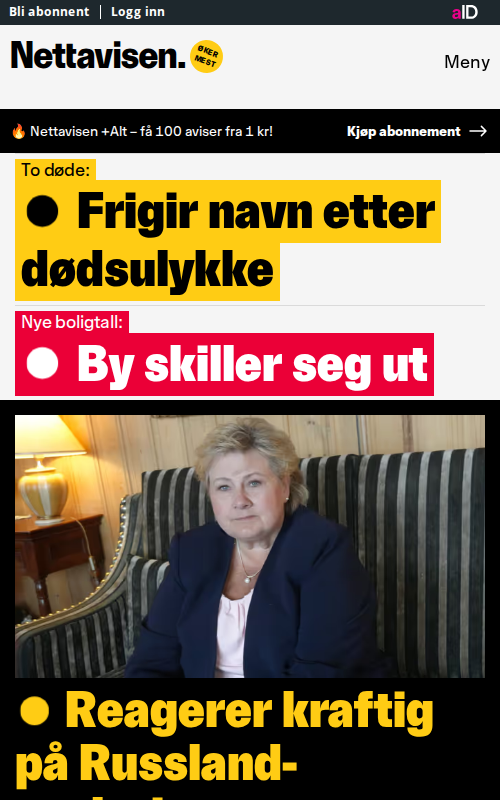 Bli abonnent | Logg inn
aID
Nettavisen.
ØKER
MEST
Meny
🔥 Nettavisen +Alt – få 100 aviser fra 1 kr!
Kjøp abonnement →
To døde:
● Frigir navn etter
dødsulykke
Nye boligtall:
● By skiller seg ut
● Reagerer kraftig
på Russland-